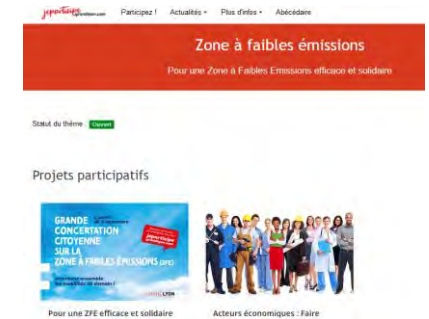 jeparticipe
grandlyon.com
Participez !
Actualités
Plus d'infos
Abécédaire
Zone à faibles émissions
Pour une Zone à Faibles Emissions efficace et solidaire
Statut du thème
Ouvert
Projets participatifs
GRANDE
CONCERTATION
CITOYENNE
SUR LA
ZONE À FAIBLES ÉMISSIONS (ZFE)
jeparticipe
LYON
Pour une ZFE efficace et solidaire
Acteurs économiques : Faire